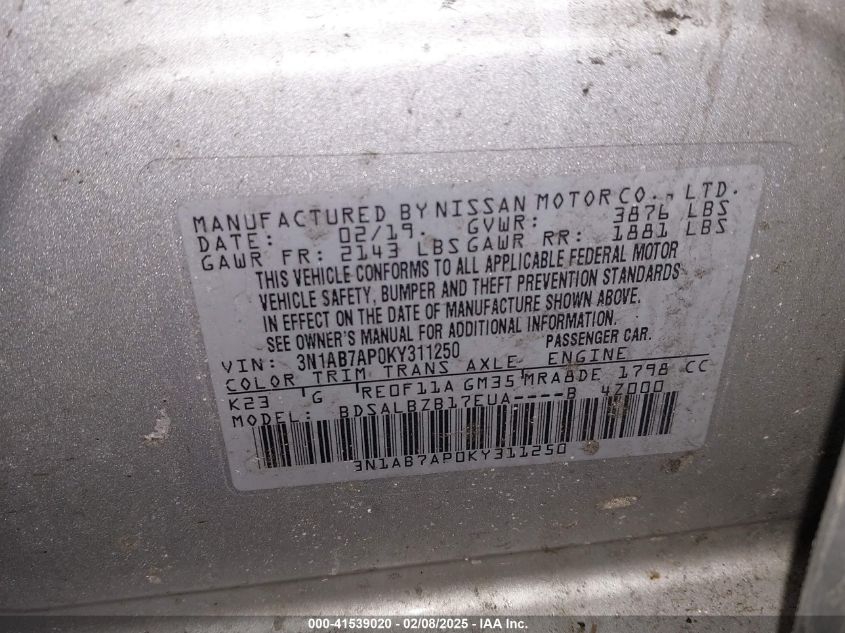 MANUFACTURED BY NISSAN MOTOR CO., LTD.
DATE: 02/19. GVWR: 3876 LBS
GAWR FR: 2143 LBS GAWR RR: 1881 LBS
THIS VEHICLE CONFORMS TO ALL APPLICABLE FEDERAL MOTOR
VEHICLE SAFETY, BUMPER AND THEFT PREVENTION STANDARDS
IN EFFECT ON THE DATE OF MANUFACTURE SHOWN ABOVE.
SEE OWNER'S MANUAL FOR ADDITIONAL INFORMATION.
VIN: 3N1AB7AP0KY311250 PASSENGER CAR.
COLOR TRIM TRANS AXLE ENGINE
K23 G RE0F11A GM35 MRA8DE 1798 CC
MODEL: BDSALBZB17EUA----B 4Z000
3N1AB7AP0KY311250
000-41539020 - 02/08/2025 - IAAI.com